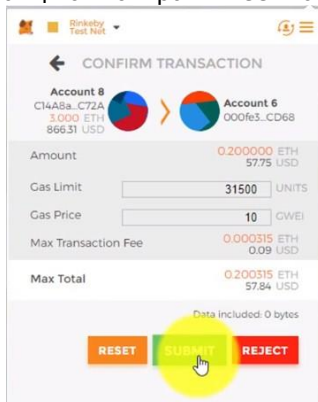 Rinkeby
Test Net
CONFIRM TRANSACTION
Account 8
C14A8a...C72A
3.000 ETH
866.31 USD
Account 6
000fe3...CD68
Amount
0.200000 ETH
57.75 USD
Gas Limit
31500 UNITS
Gas Price
10 GWEI
Max Transaction Fee
0.000315 ETH
0.09 USD
Max Total
0.200315 ETH
57.84 USD
Data included: 0 bytes
RESET SUBMIT REJECT